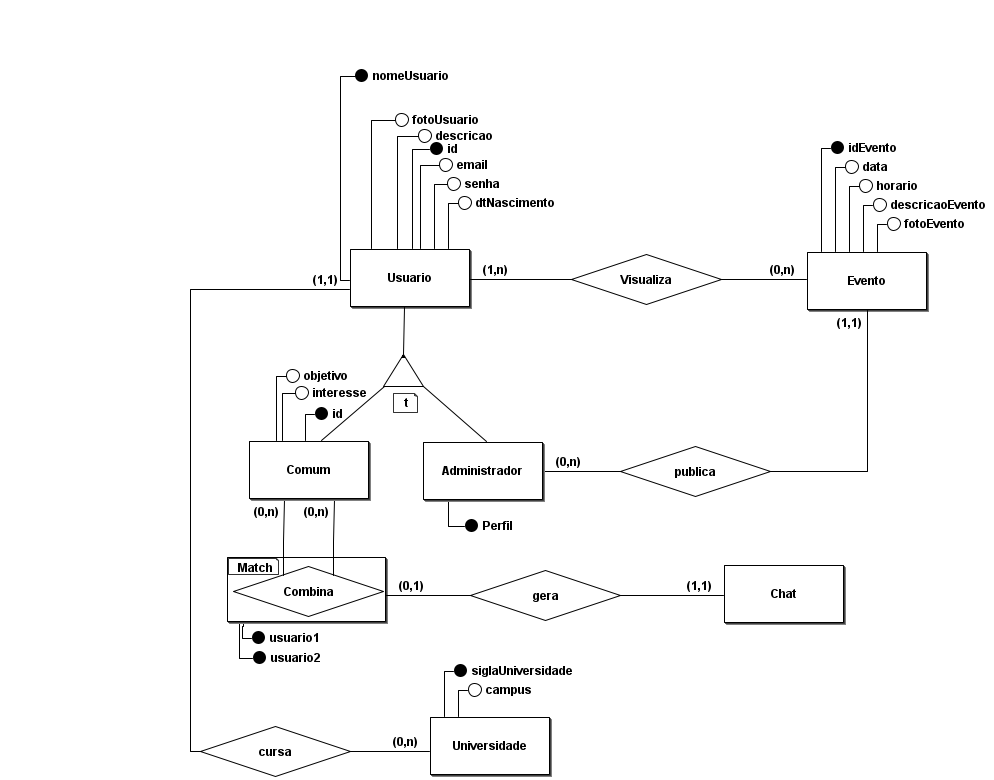 nomeUsuario
fotoUsuario
descricao
id
email
senha
dtNascimento
idEvento
data
horario
descricaoEvento
fotoEvento
(1,1)
Usuario
(1,n)
Visualiza
(0,n)
Evento
(1,1)
objetivo
interesse
id
t
Comum
Administrador
(0,n)
publica
(0,n)
(0,n)
Perfil
Match
Combina
(0,1)
gera
(1,1)
Chat
usuario1
usuario2
siglaUniversidade
campus
cursa
(0,n)
Universidade